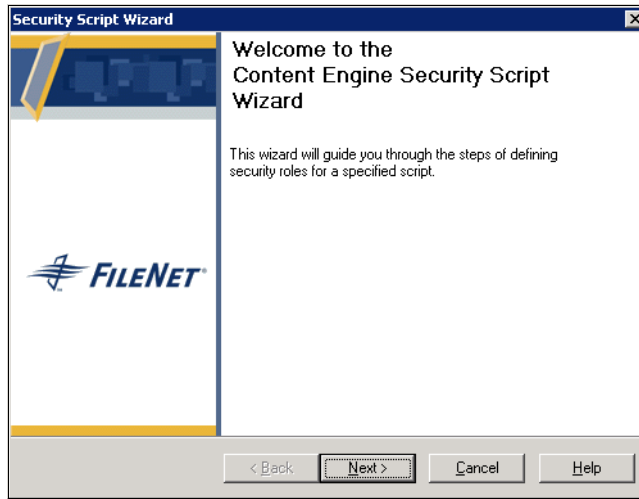 Security Script Wizard
Welcome to the
Content Engine Security Script
Wizard
This wizard will guide you through the steps of defining
security roles for a specified script.
FILENET
< Back
Next >
Cancel
Help